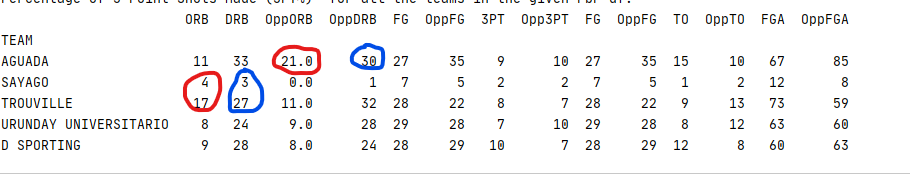 Percentage of 3 Point Shots Made (3Pt%) for all the teams in the given PBP df.
ORB DRB OppORB OppDRB FG OppFG 3PT Opp3PT FG OppFG TO OppTO FGA OppFGA
TEAM
AGUADA 11 33 21.0 30 27 35 9 10 27 35 15 10 67 85
SAYAGO 4 3 0.0 1 7 5 2 2 7 5 1 2 12 8
TROUVILLE 17 27 11.0 32 28 22 8 7 28 22 9 13 73 59
URUNDAY UNIVERSITARIO 8 24 9.0 28 29 28 7 10 29 28 8 12 63 60
D SPORTING 9 28 8.0 24 28 29 10 7 28 29 12 8 60 63